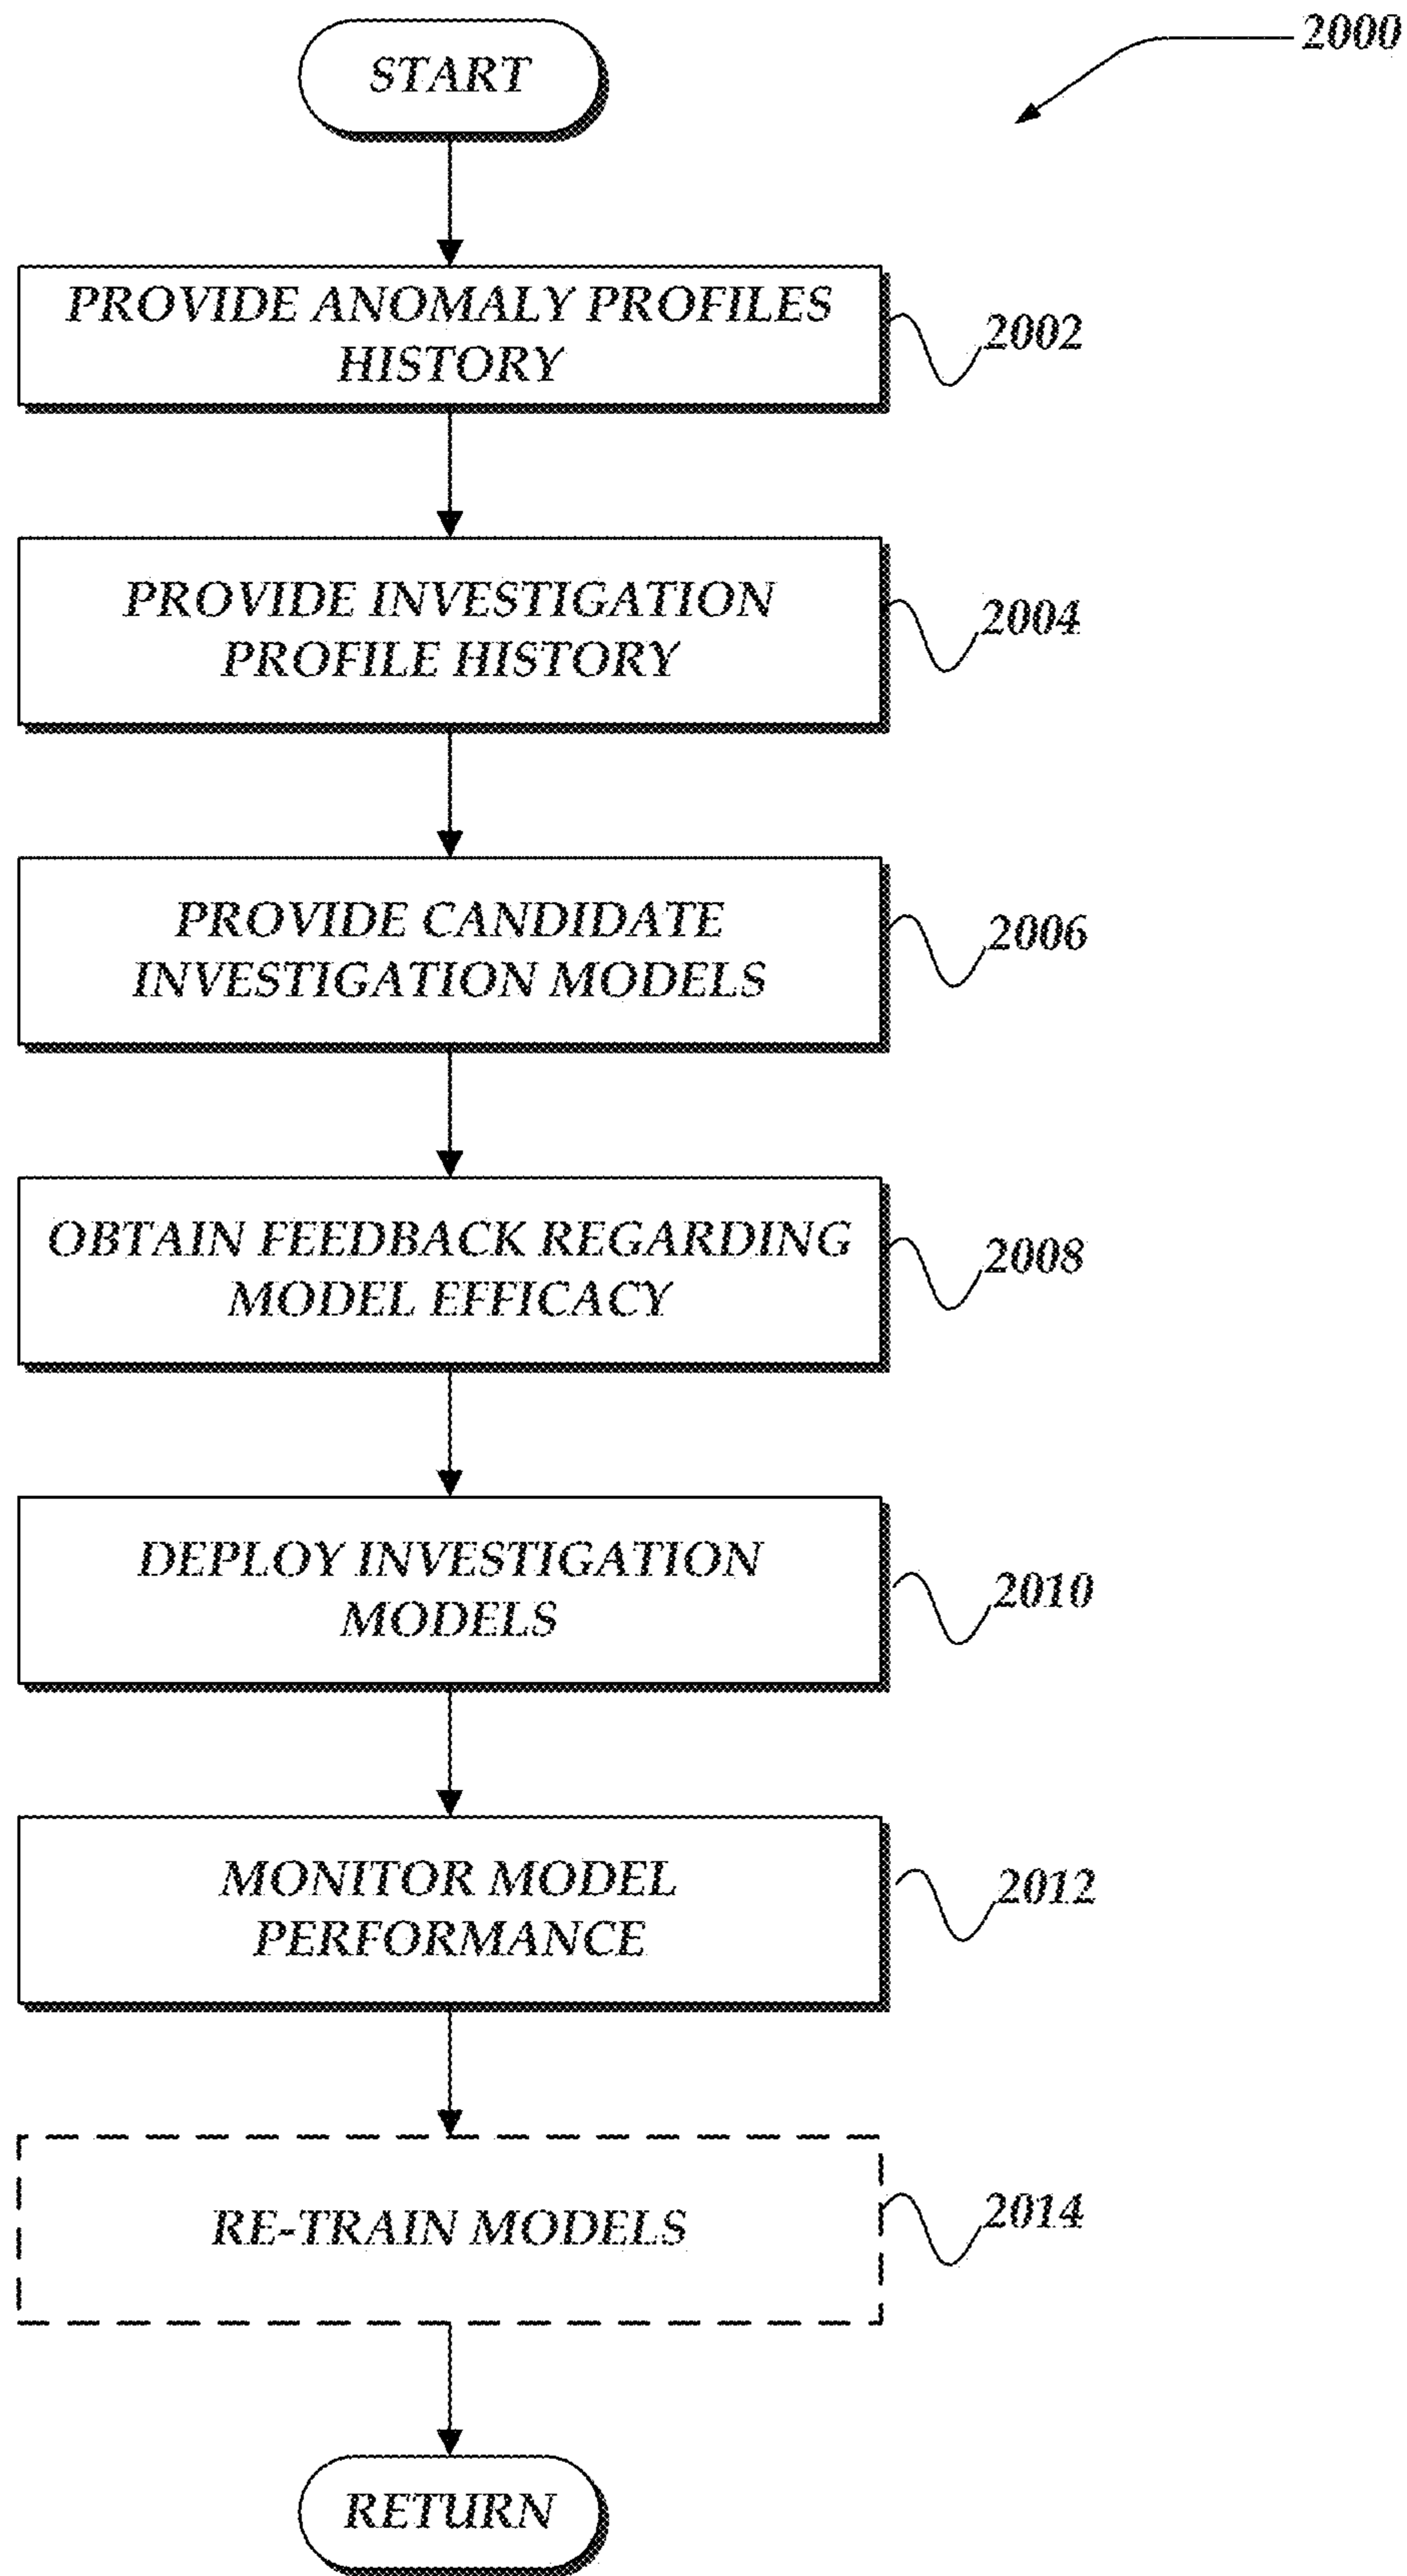 START
2000
PROVIDE ANOMALY PROFILES
HISTORY
2002
PROVIDE INVESTIGATION
PROFILE HISTORY
2004
PROVIDE CANDIDATE
INVESTIGATION MODELS
2006
OBTAIN FEEDBACK REGARDING
MODEL EFFICACY
2008
DEPLOY INVESTIGATION
MODELS
2010
MONITOR MODEL
PERFORMANCE
2012
RE-TRAIN MODELS
2014
RETURN